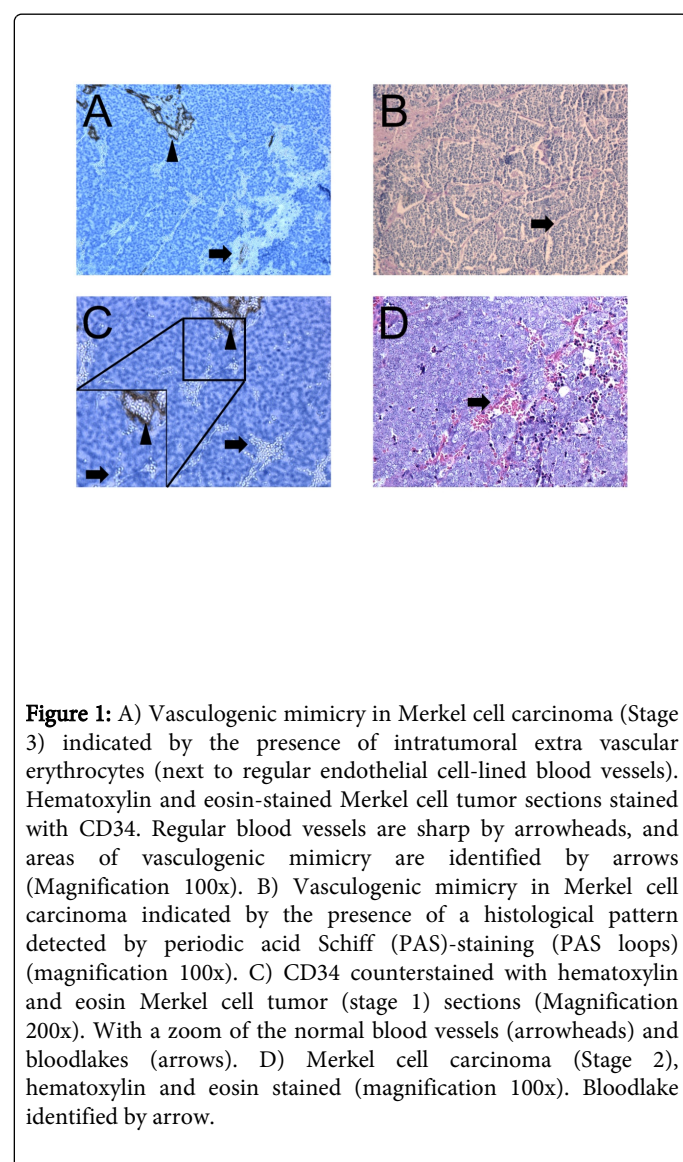 A
B
C
D
Figure 1: A) Vasculogenic mimicry in Merkel cell carcinoma (Stage
3) indicated by the presence of intratumoral extra vascular
erythrocytes (next to regular endothelial cell-lined blood vessels).
Hematoxylin and eosin-stained Merkel cell tumor sections stained
with CD34. Regular blood vessels are sharp by arrowheads, and
areas of vasculogenic mimicry are identified by arrows
(Magnification 100x). B) Vasculogenic mimicry in Merkel cell
carcinoma indicated by the presence of a histological pattern
detected by periodic acid Schiff (PAS)-staining (PAS loops)
(magnification 100x). C) CD34 counterstained with hematoxylin
and eosin Merkel cell tumor (stage 1) sections (Magnification
200x). With a zoom of the normal blood vessels (arrowheads) and
bloodlakes (arrows). D) Merkel cell carcinoma (Stage 2),
hematoxylin and eosin stained (magnification 100x). Bloodlake
identified by arrow.